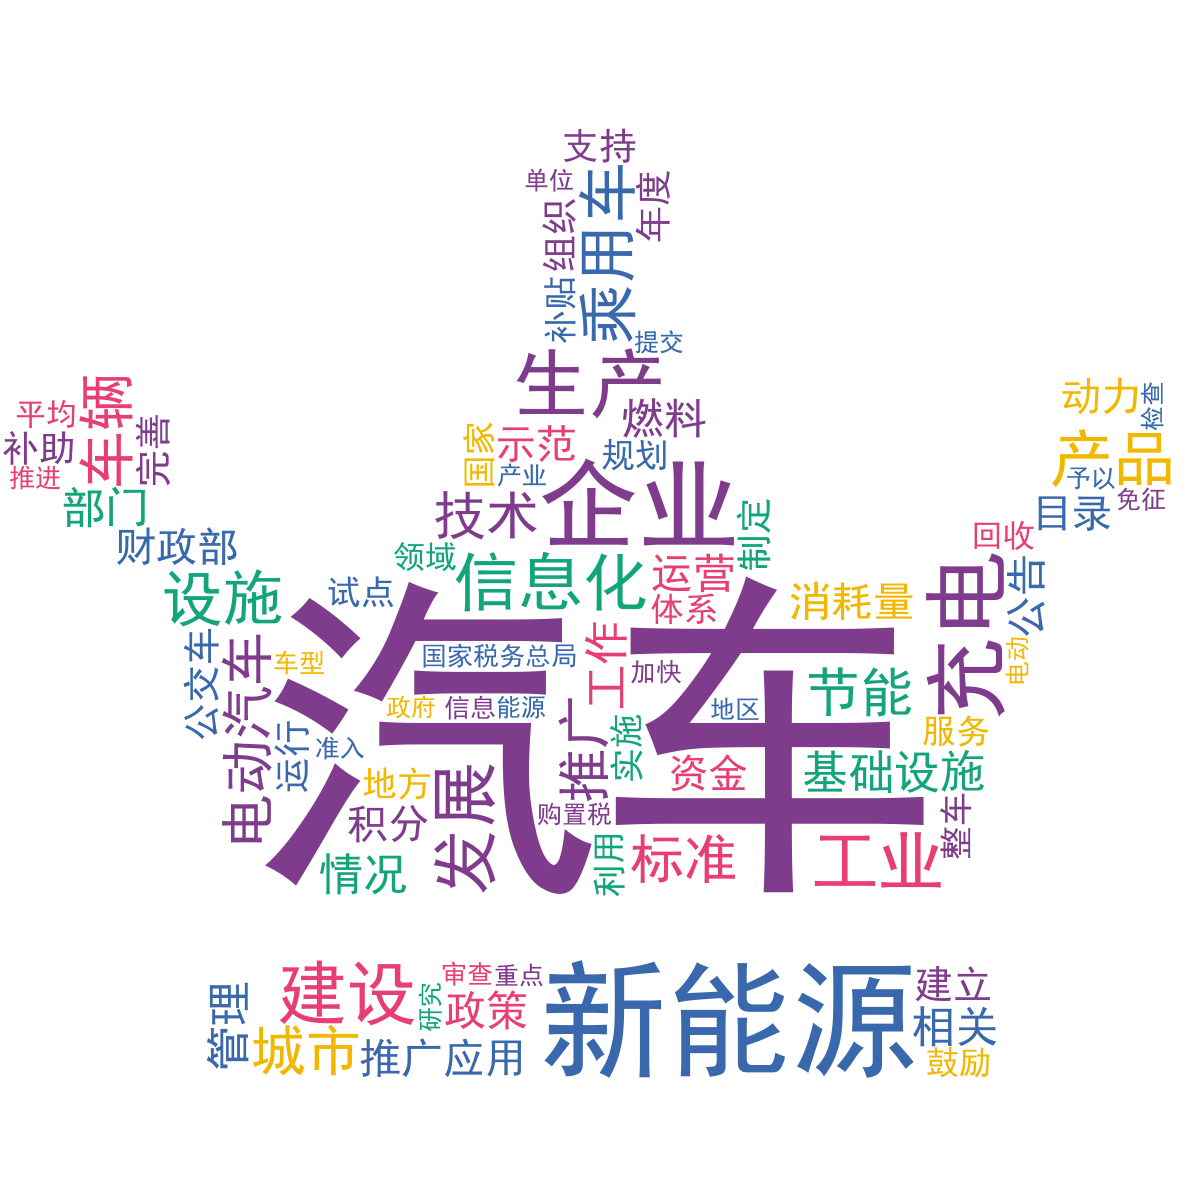 支持
单位
乘用车
年度
组织
补贴
提交
生产
燃料
车辆
平均
补助
推进
完善
动力
检查
产品
予以
免征
目录
国家
示范
产业
规划
部门
技术
企业
制定
回收
财政部
领域
信息化
运营
体系
充电
公告
电动
设施
试点
汽车
消耗量
公交车
电动汽车
车型
国家税务总局
工作
加快
节能
政府
信息
能源
地区
服务
运行
准入
推广
实施
资金
基础设施
地方
积分
发展
购置税
整车
情况
利用
标准
工业
建设
审查
重点
新能源
建立
管理
研究
政策
相关
城市
推广应用
鼓励